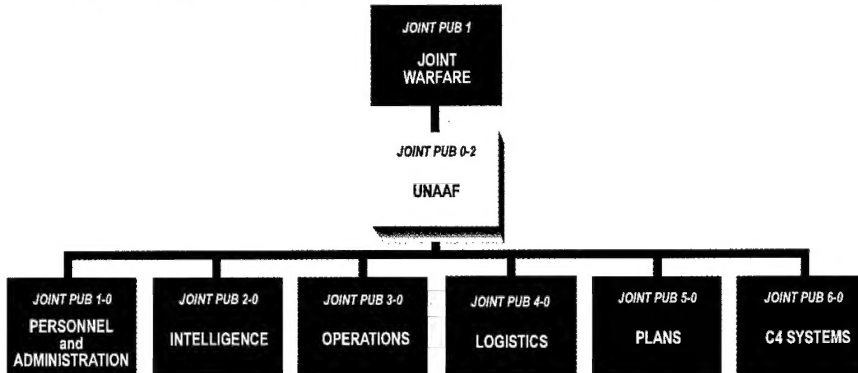 JOINT PUB 1
JOINT
WARFARE
JOINT PUB 0-2
UNAAF
JOINT PUB 1-0
PERSONNEL
and
ADMINISTRATION
JOINT PUB 2-0
INTELLIGENCE
JOINT PUB 3-0
OPERATIONS
JOINT PUB 4-0
LOGISTICS
JOINT PUB 5-0
PLANS
JOINT PUB 6-0
C4 SYSTEMS